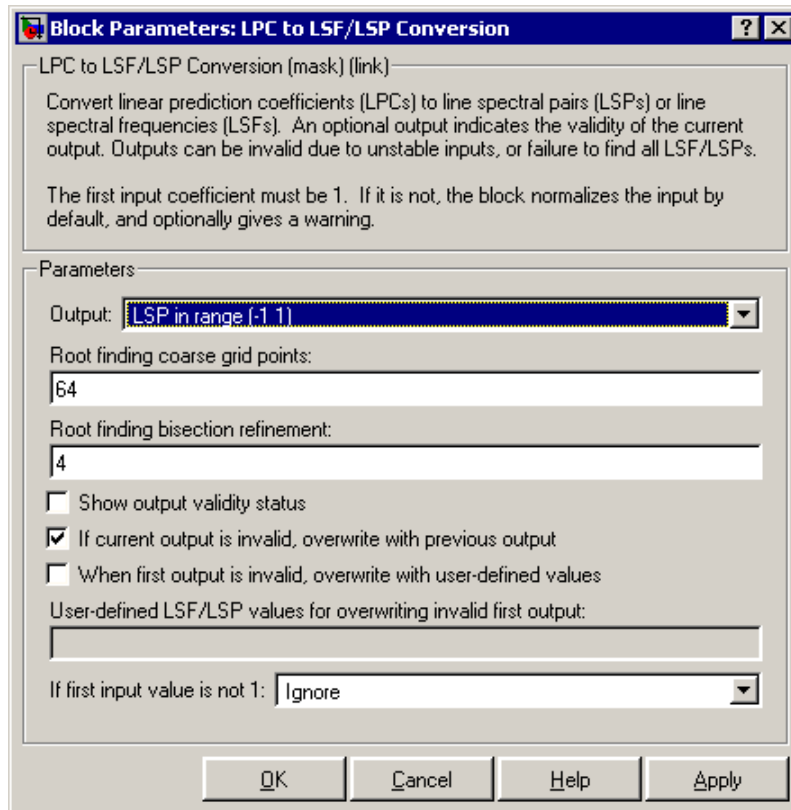 Block Parameters: LPC to LSF/LSP Conversion
LPC to LSF/LSP Conversion (mask) (link)
Convert linear prediction coefficients (LPCs) to line spectral pairs (LSPs) or line
spectral frequencies (LSFs).  An optional output indicates the validity of the current
output. Outputs can be invalid due to unstable inputs, or failure to find all LSF/LSPs.
The first input coefficient must be 1.  If it is not, the block normalizes the input by
default, and optionally gives a warning.
Parameters
Output: LSP in range (-1 1)
Root finding coarse grid points:
64
Root finding bisection refinement:
4
Show output validity status
If current output is invalid, overwrite with previous output
When first output is invalid, overwrite with user-defined values
User-defined LSF/LSP values for overwriting invalid first output:
If first input value is not 1: Ignore
OK Cancel Help Apply